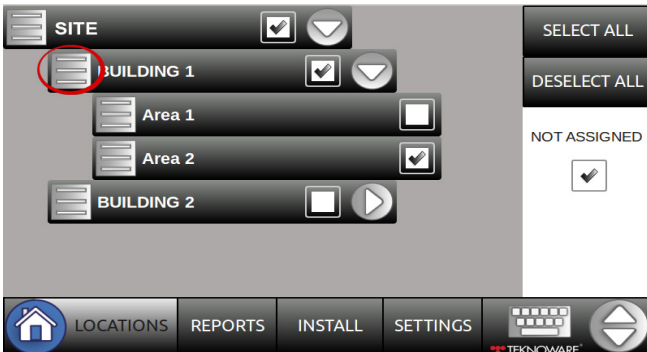 SITE
SELECT ALL
BUILDING 1
DESELECT ALL
Area 1
NOT ASSIGNED
Area 2
BUILDING 2
LOCATIONS
REPORTS
INSTALL
SETTINGS
TEKNOWARE